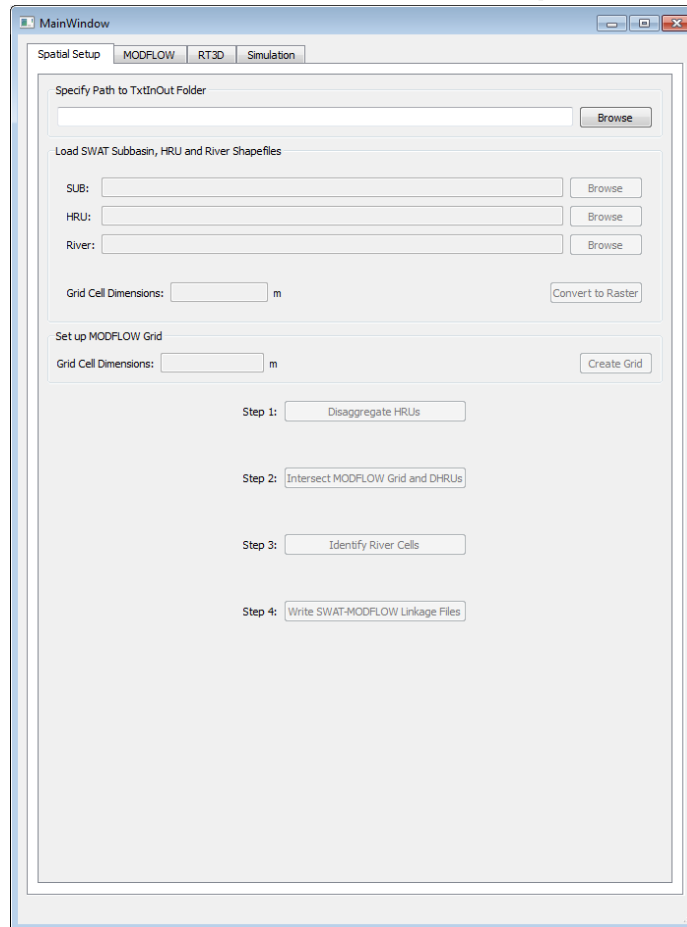 MainWindow
Spatial Setup MODFLOW RT3D Simulation
Specify Path to TxtInOut Folder
Browse
Load SWAT Subbasin, HRU and River Shapefiles
SUB: Browse
HRU: Browse
River: Browse
Grid Cell Dimensions: m Convert to Raster
Set up MODFLOW Grid
Grid Cell Dimensions: m Create Grid
Step 1: Disaggregate HRUs
Step 2: Intersect MODFLOW Grid and DHRUs
Step 3: Identify River Cells
Step 4: Write SWAT-MODFLOW Linkage Files